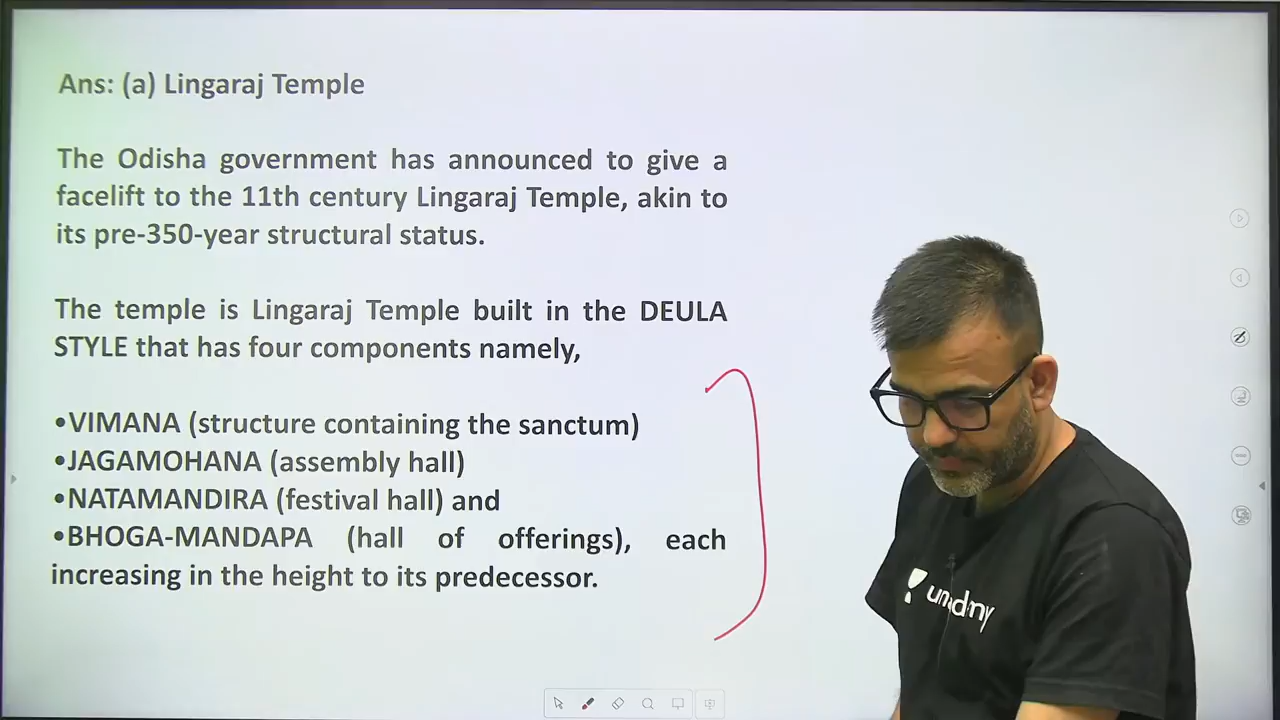 Ans: (a) Lingaraj Temple
The Odisha government has announced to give a
facelift to the 11th century Lingaraj Temple, akin to
its pre-350-year structural status.
The temple is Lingaraj Temple built in the DEULA
STYLE that has four components namely,
•VIMANA (structure containing the sanctum)
•JAGAMOHANA (assembly hall)
•NATAMANDIRA (festival hall) and
•BHOGA-MANDAPA (hall of offerings), each
increasing in the height to its predecessor.